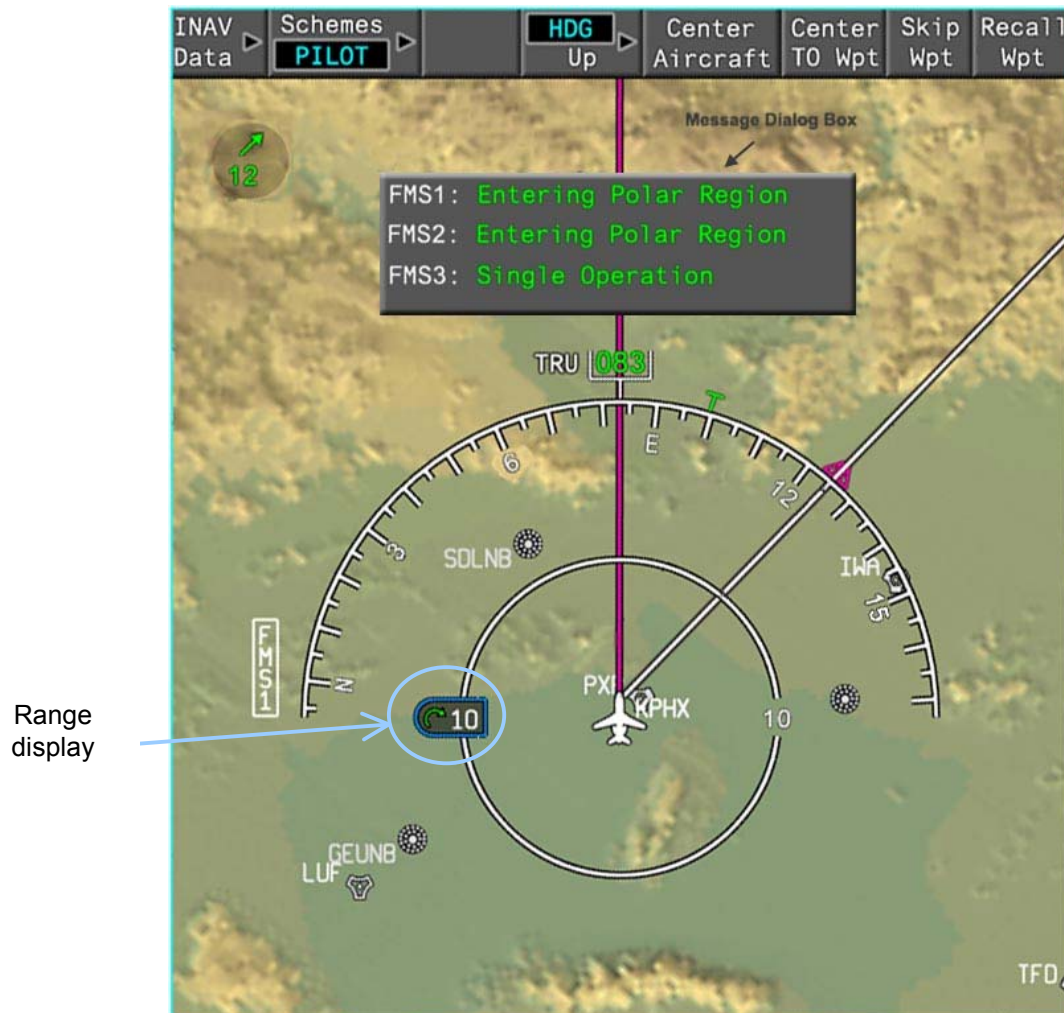 INAV
Data
Schemes
PILOT
HDG
Up
Center
Aircraft
Center
TO Wpt
Skip
Wpt
Recall
Wpt
12
Message Dialog Box
FMS1: Entering Polar Region
FMS2: Entering Polar Region
FMS3: Single Operation
TRU 083
T
E
6
12
3
SDLNB
IWA
15
FMS1
N
PX
KPHX
Range
display
10
10
GEUNB
LUF
TFD